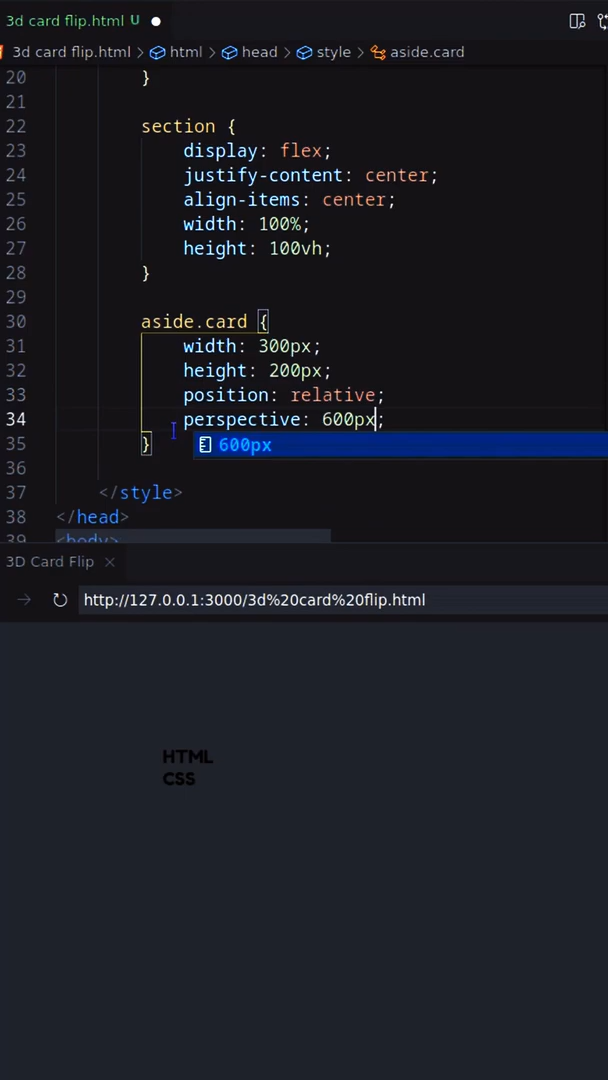 3d card flip.html U
3d card flip.html > html > head > style > aside.card
20 }
21
22 section {
23 display: flex;
24 justify-content: center;
25 align-items: center;
26 width: 100%;
27 height: 100vh;
28 }
29
30 aside.card {
31 width: 300px;
32 height: 200px;
33 position: relative;
34 perspective: 600px;
35 }
600px
36
37 </style>
38 </head>
39 <body>
3D Card Flip
http://127.0.0.1:3000/3d%20card%20flip.html
HTML
CSS